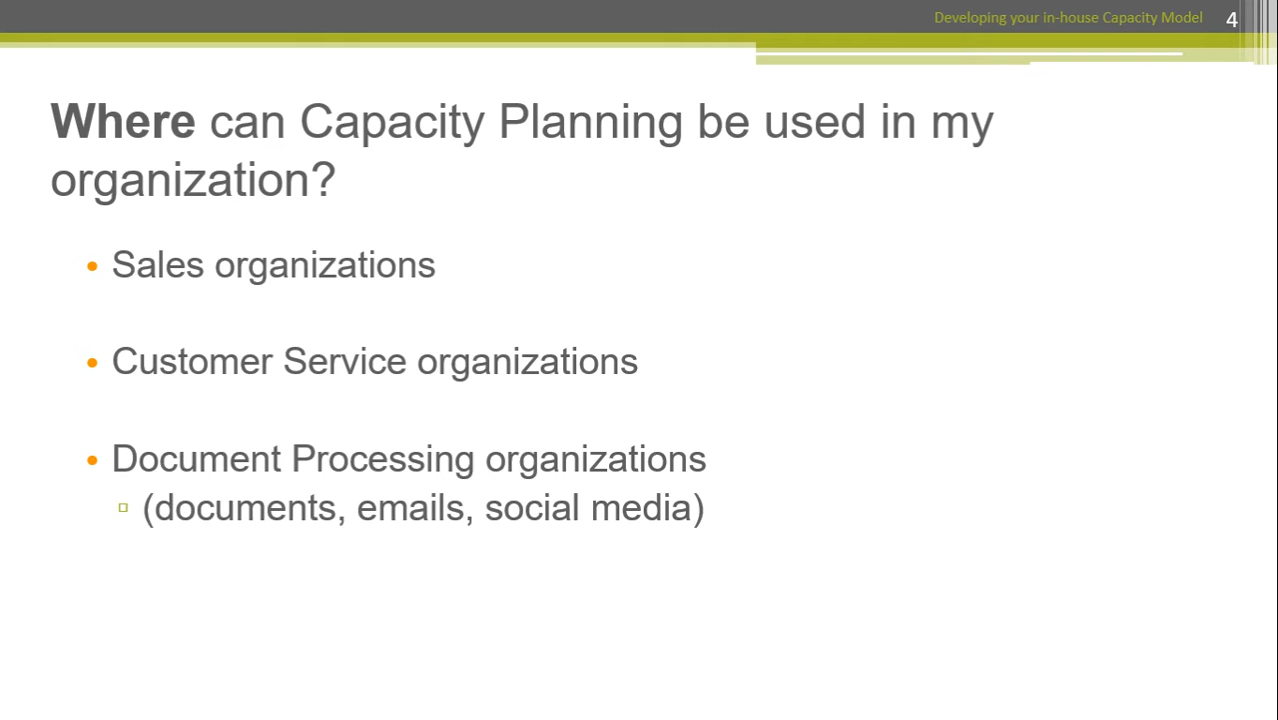 Developing your in-house Capacity Model 4
Where can Capacity Planning be used in my
organization?
• Sales organizations
• Customer Service organizations
• Document Processing organizations
▫ (documents, emails, social media)